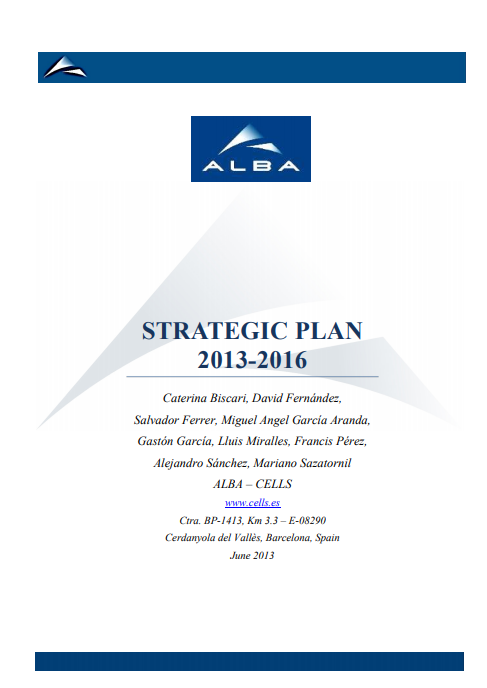 ALBA
STRATEGIC PLAN
2013-2016
Caterina Biscari, David Fernández,
Salvador Ferrer, Miguel Angel García Aranda,
Gastón García, Lluis Miralles, Francis Pérez,
Alejandro Sánchez, Mariano Sazatornil
ALBA – CELLS
www.cells.es
Ctra. BP-1413, Km 3.3 – E-08290
Cerdanyola del Vallès, Barcelona, Spain
June 2013